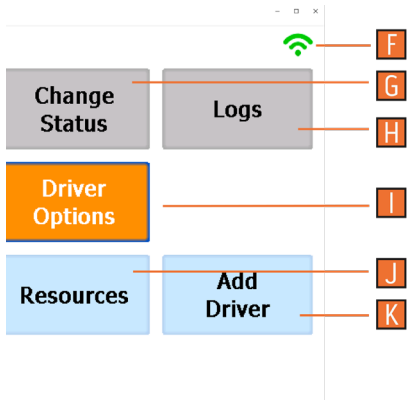 F
G
Change
Status
Logs
H
Driver
Options
I
J
Resources
Add
Driver
K